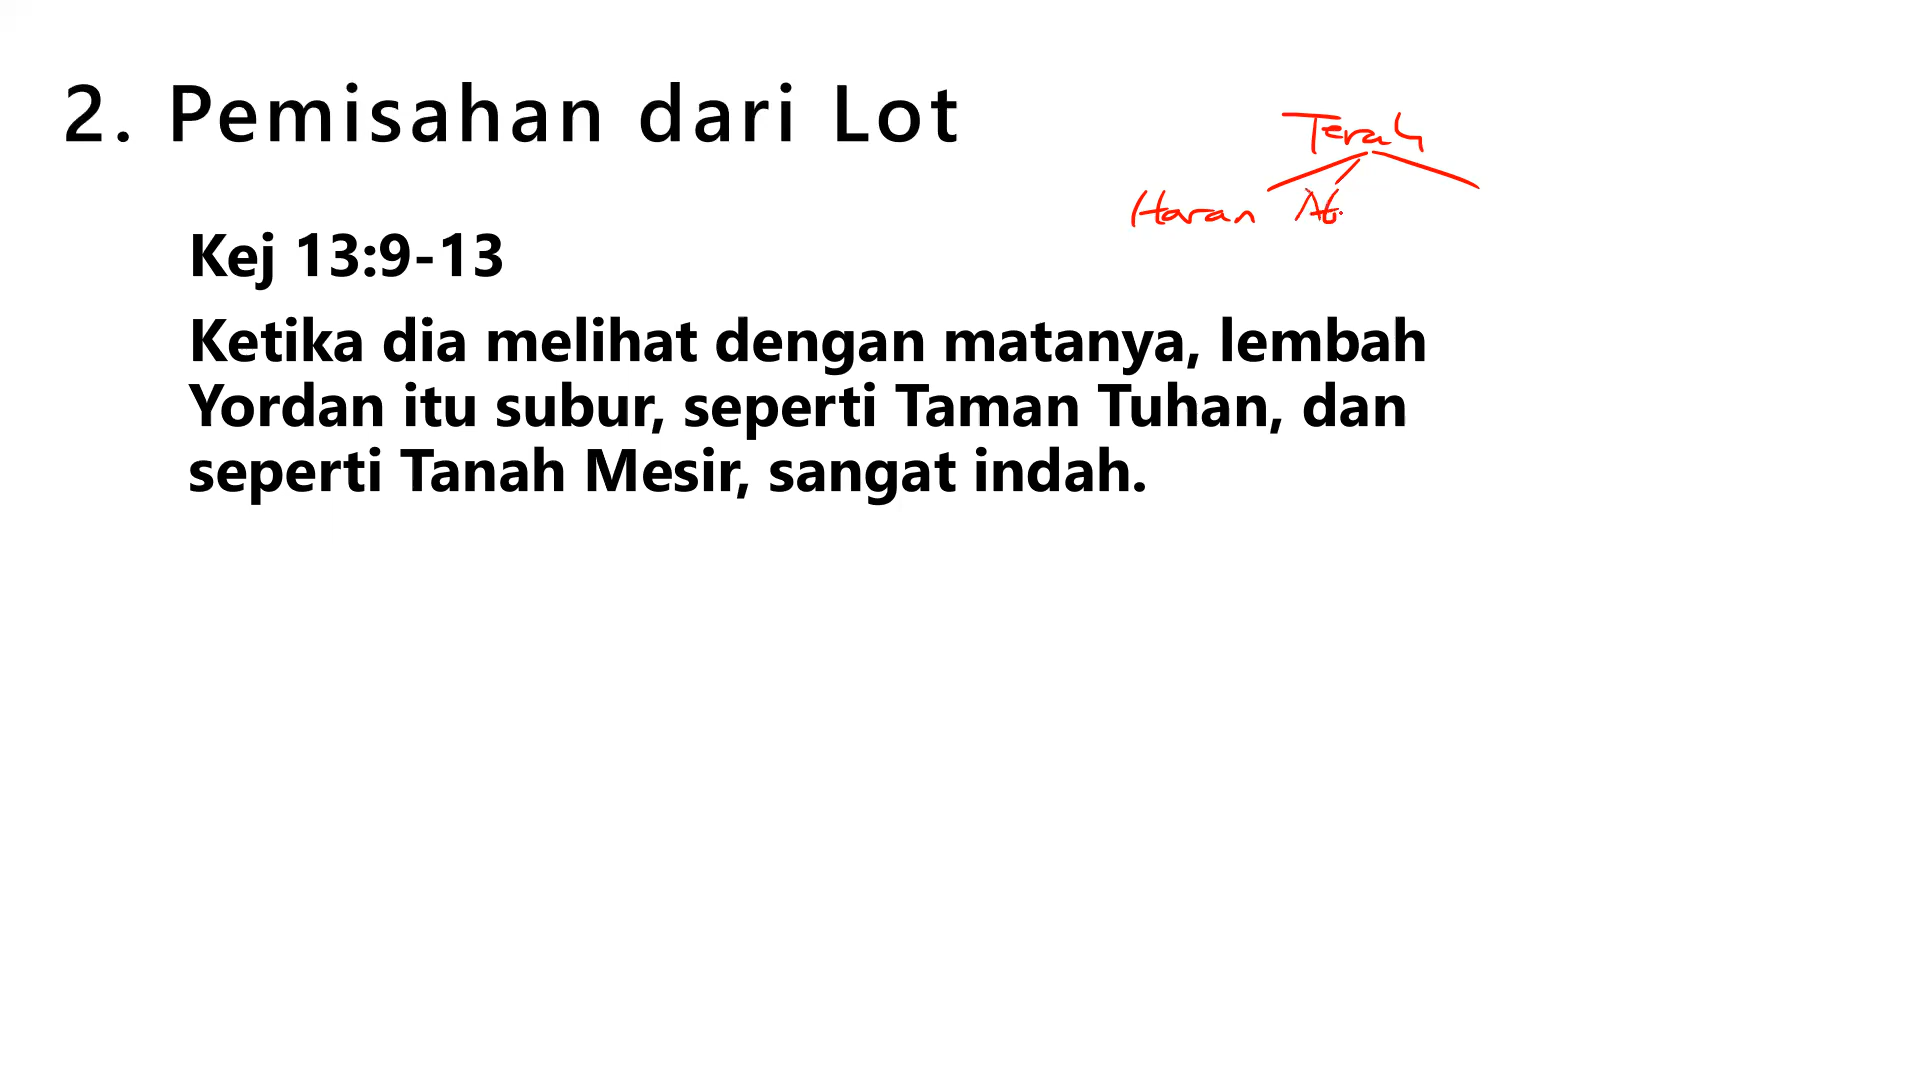 2. Pemisahan dari Lot
Terah
Haran
Kej 13:9-13
Ketika dia melihat dengan matanya, lembah
Yordan itu subur, seperti Taman Tuhan, dan
seperti Tanah Mesir, sangat indah.